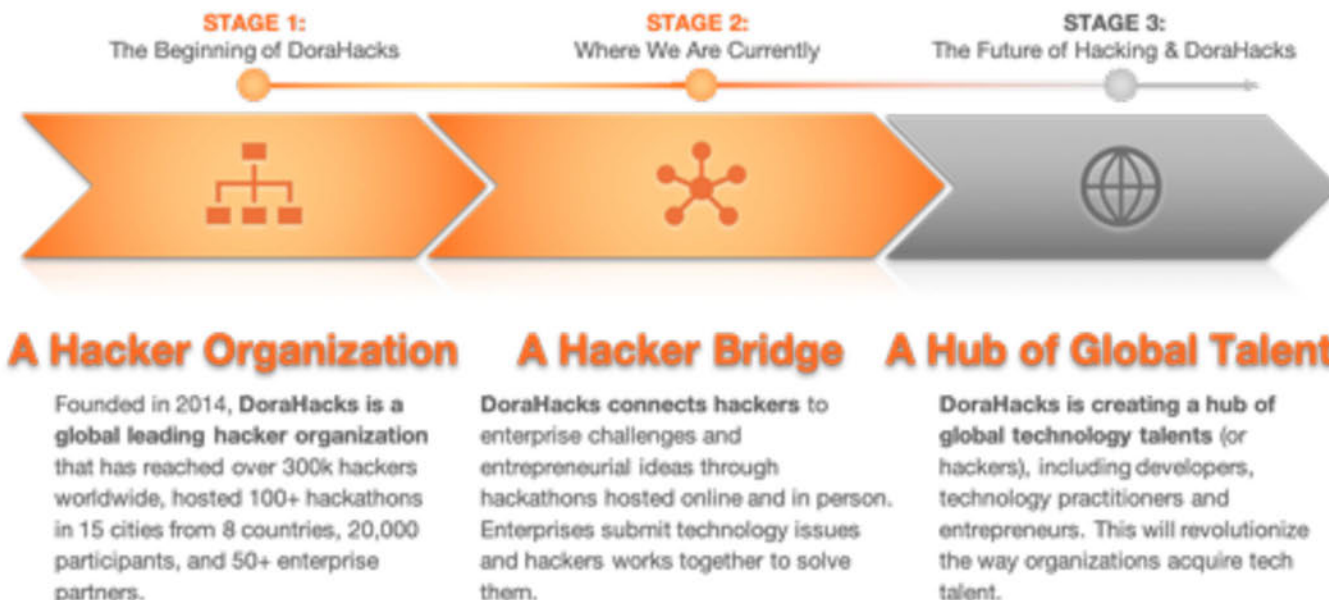 STAGE 1:
The Beginning of DoraHacks
STAGE 2:
Where We Are Currently
STAGE 3:
The Future of Hacking & DoraHacks
A Hacker Organization
Founded in 2014, DoraHacks is a
global leading hacker organization
that has reached over 300k hackers
worldwide, hosted 100+ hackathons
in 15 cities from 8 countries, 20,000
participants, and 50+ enterprise
partners.
A Hacker Bridge
DoraHacks connects hackers to
enterprise challenges and
entrepreneurial ideas through
hackathons hosted online and in person.
Enterprises submit technology issues
and hackers works together to solve
them.
A Hub of Global Talent
DoraHacks is creating a hub of
global technology talents (or
hackers), including developers,
technology practitioners and
entrepreneurs. This will revolutionize
the way organizations acquire tech
talent.